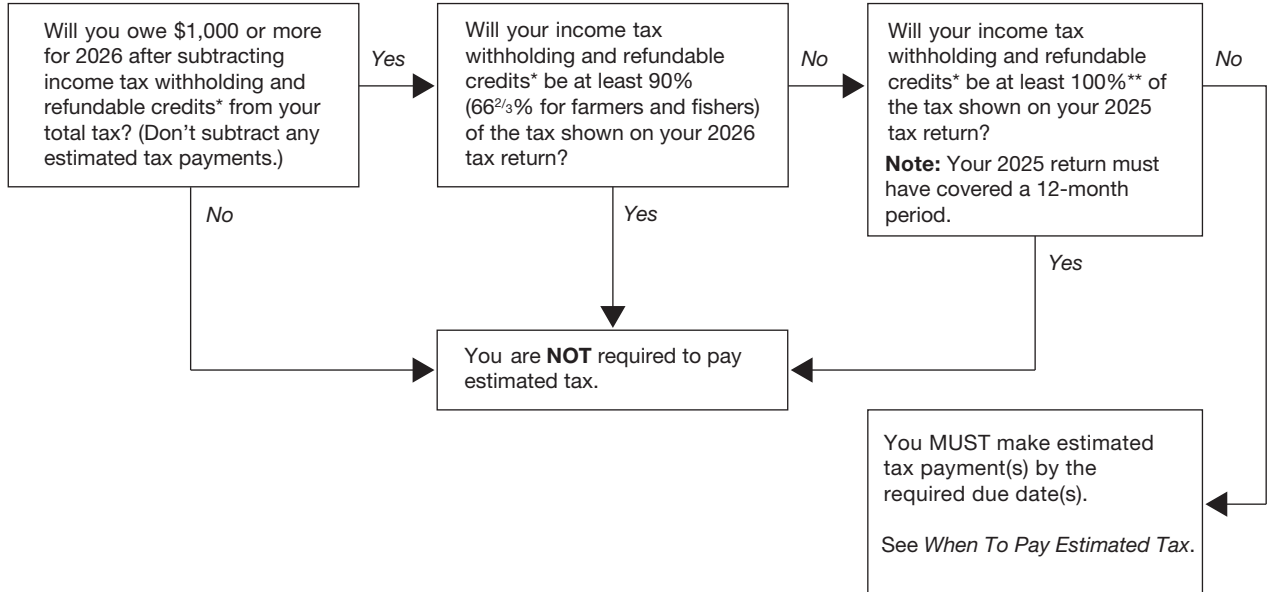 Will you owe $1,000 or more
for 2026 after subtracting
income tax withholding and
refundable credits* from your
total tax? (Don't subtract any
estimated tax payments.)
Yes
Will your income tax
withholding and refundable
credits* be at least 90%
(66 2/3% for farmers and fishers)
of the tax shown on your 2026
tax return?
No
Will your income tax
withholding and refundable
credits* be at least 100%** of
the tax shown on your 2025
tax return?
Note: Your 2025 return must
have covered a 12-month
period.
No
No
Yes
Yes
You are NOT required to pay
estimated tax.
You MUST make estimated
tax payment(s) by the
required due date(s).
See When To Pay Estimated Tax.